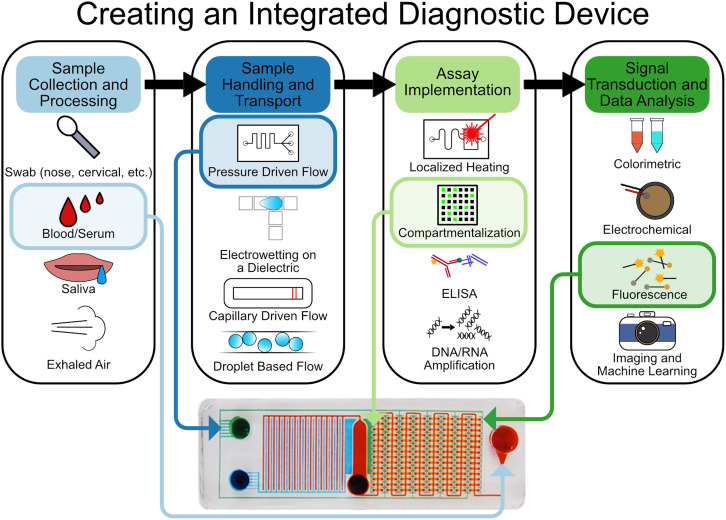 Creating an Integrated Diagnostic Device
Sample
Collection and
Processing
Swab (nose, cervical, etc.)
Blood/Serum
Saliva
Exhaled Air
Sample
Handling and
Transport
Pressure Driven Flow
Electrowetting on
a Dielectric
Capillary Driven Flow
Droplet Based Flow
Assay
Implementation
Localized Heating
Compartmentalization
ELISA
DNA/RNA
Amplification
Signal
Transduction and
Data Analysis
Colorimetric
Electrochemical
Fluorescence
Imaging and
Machine Learning